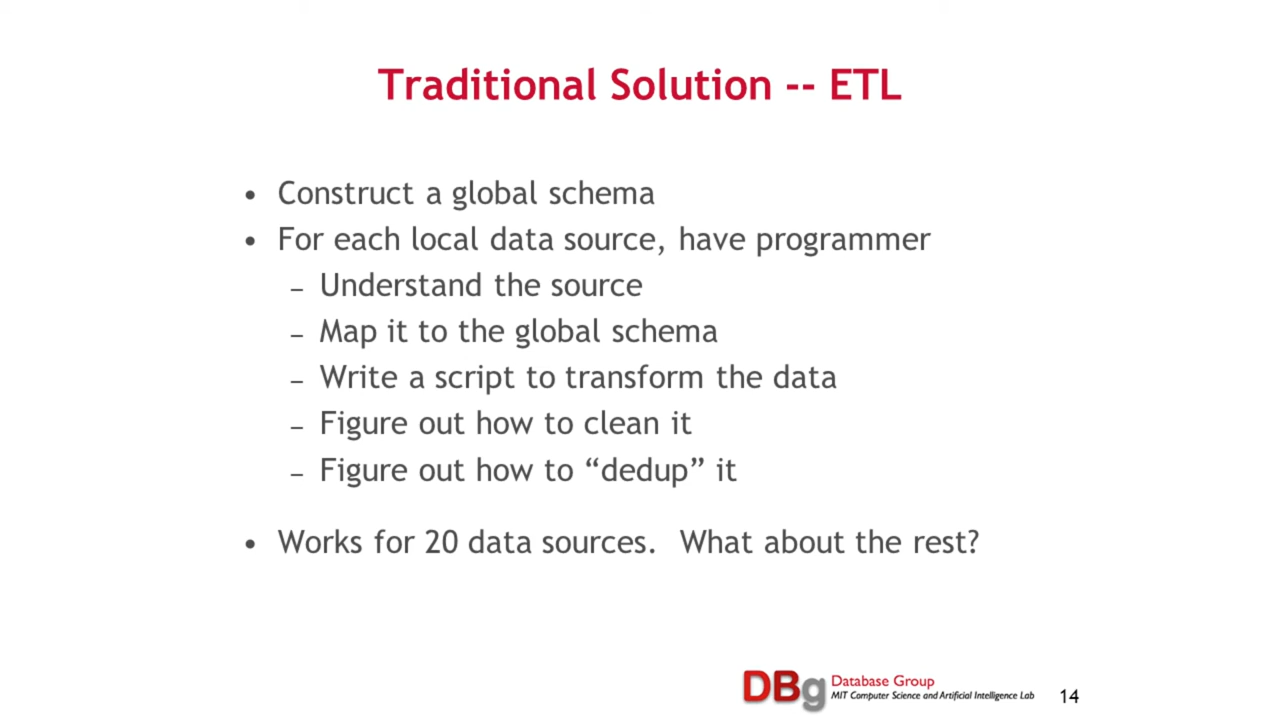 Traditional Solution -- ETL
• Construct a global schema
• For each local data source, have programmer
– Understand the source
– Map it to the global schema
– Write a script to transform the data
– Figure out how to clean it
– Figure out how to “dedup” it
• Works for 20 data sources.  What about the rest?
DBg
Database Group
MIT Computer Science and Artificial Intelligence Lab
14